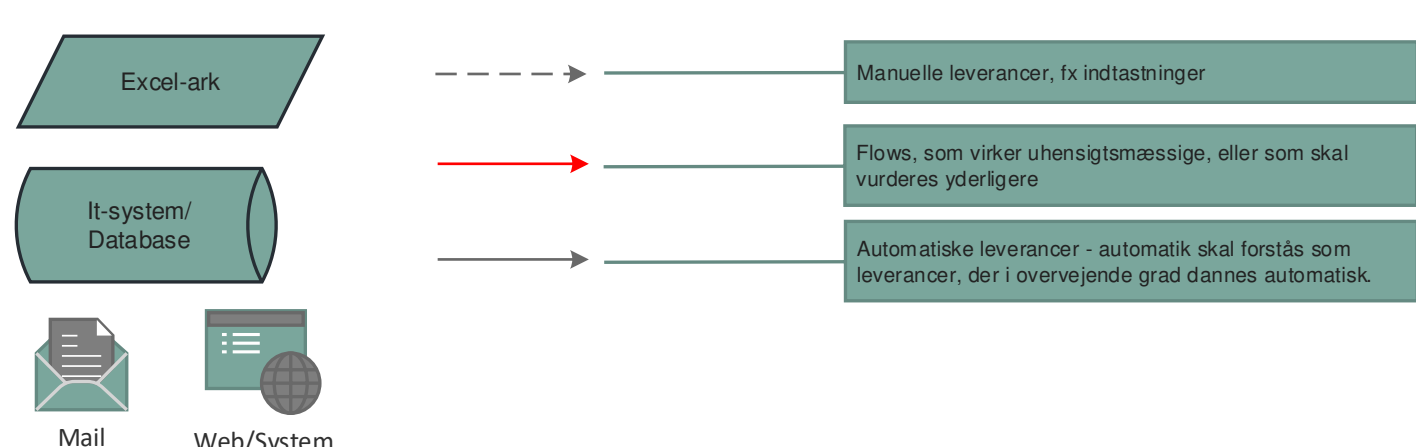 Excel-ark
Manuelle leverancer, fx indtastninger
Flows, som virker uhensigtsmæssige, eller som skal
vurderes yderligere
It-system/
Database
Automatiske leverancer - automatik skal forstås som
leverancer, der i overvejende grad dannes automatisk.
Mail
Web/System